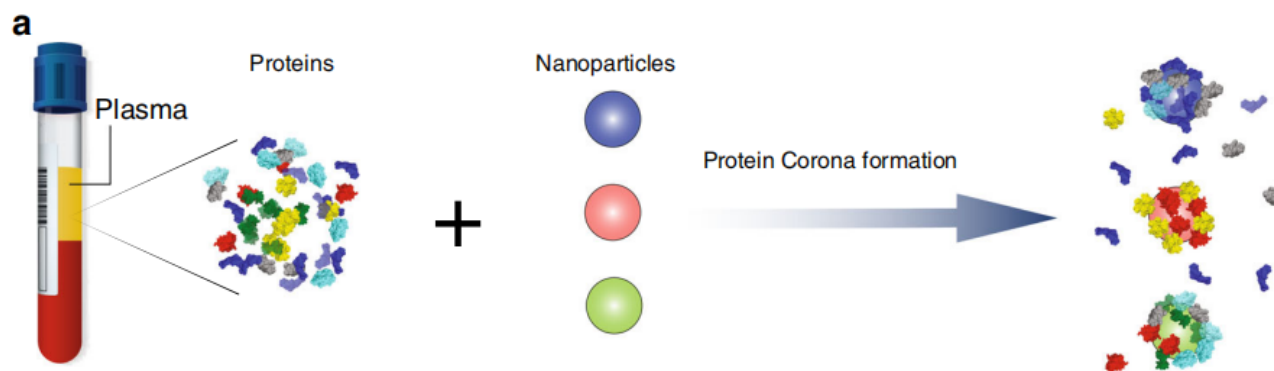 a
Proteins
Nanoparticles
Plasma
Protein Corona formation
+